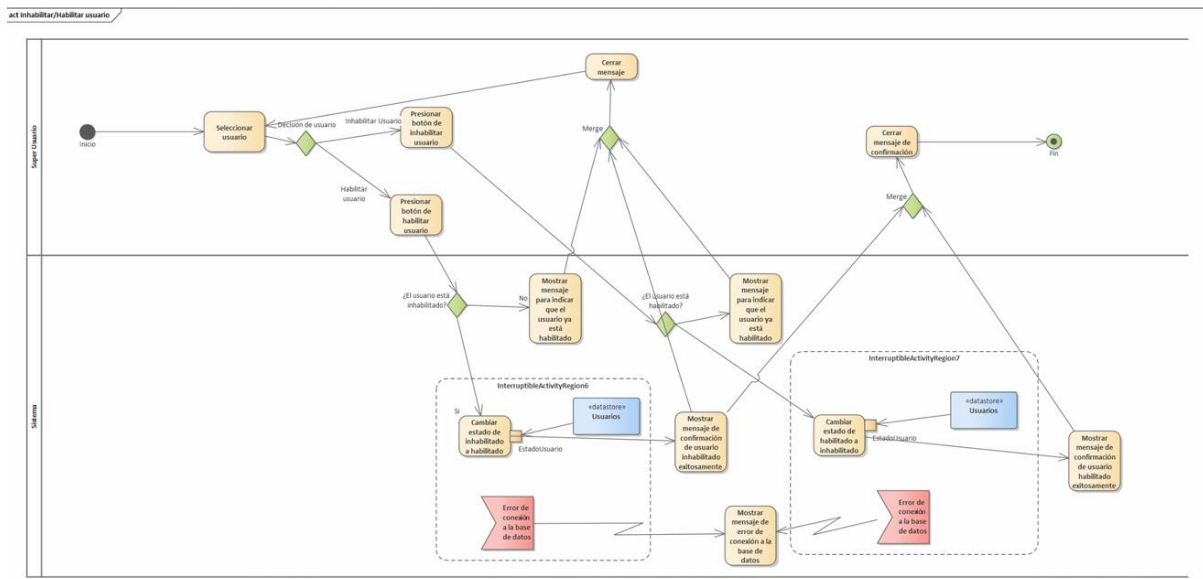 act Inhabilitar/Habilitar usuario
Super Usuario
Inicio
Seleccionar
usuario
Decisión de usuario
Inhabilitar Usuario
Presionar
botón de
inhabilitar
usuario
Habilitar
usuario
Presionar
botón de
habilitar
usuario
Cerrar
mensaje
Merge
Cerrar
mensaje de
confirmación
Fin
Merge
Sistema
¿El usuario está
inhabilitado?
No
Mostrar
mensaje
para indicar
que el
usuario ya
está
habilitado
¿El usuario está
habilitado?
Mostrar
mensaje
para indicar
que el
usuario ya
está
habilitado
Si
InterruptibleActivityRegion6
Cambiar
estado de
inhabilitado
a habilitado
«datastore»
Usuarios
EstadoUsuario
Mostrar
mensaje de
confirmación
de usuario
inhabilitado
exitosamente
Error de
conexión
a la base
de datos
Mostrar
mensaje de
error de
conexión a la
base de
datos
InterruptibleActivityRegion7
Cambiar
estado de
habilitado a
inhabilitado
«datastore»
Usuarios
EstadoUsuario
Mostrar
mensaje de
confirmación
de usuario
habilitado
exitosamente
Error de
conexión
a la base
de datos